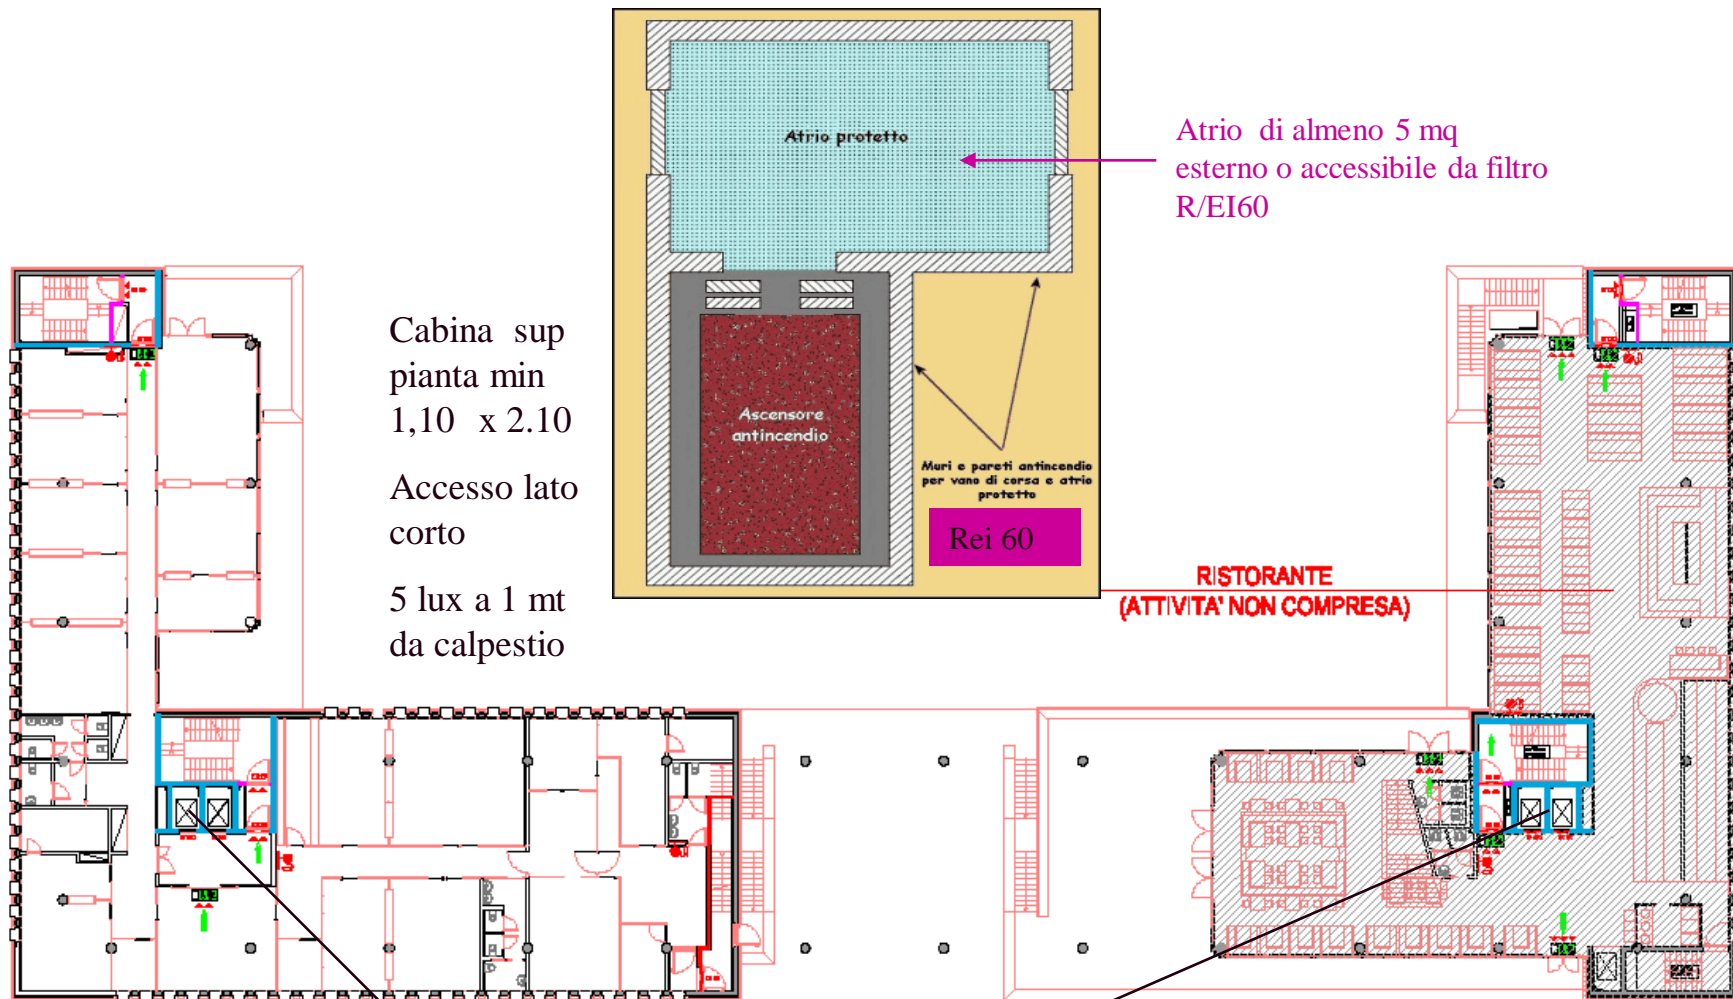 Atrio protetto
Atrio di almeno 5 mq
esterno o accessibile da filtro
R/EI60
Cabina sup
pianta min
1,10 x 2.10
Accesso lato
corto
5 lux a 1 mt
da calpestio
Ascensore
antincendio
Muri e pareti antincendio
per vano di corsa e atrio
protetto
Rei 60
RISTORANTE
(ATTIVITA' NON COMPRESA)